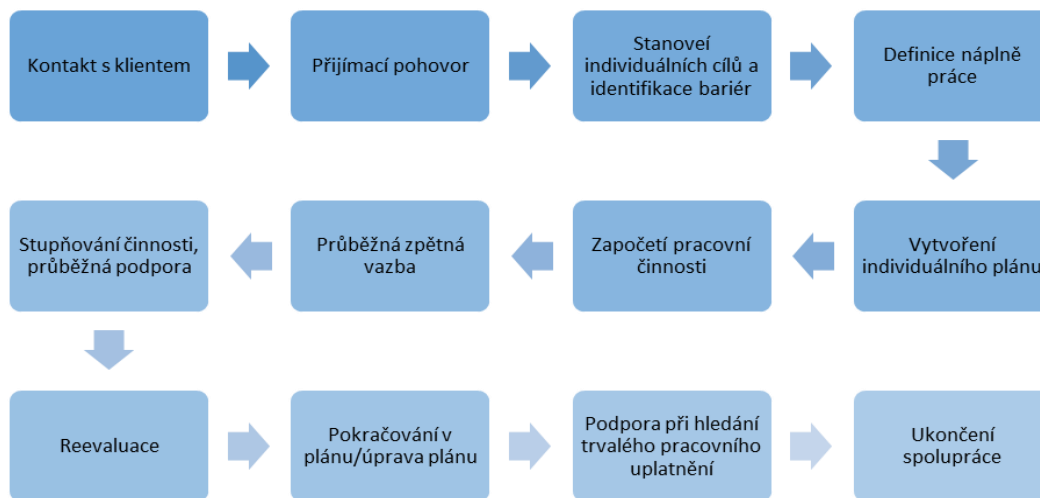 Kontakt s klientem
Přijímací pohovor
Stanoveí
individuálních cílů a
identifikace bariér
Definice náplně
práce
Vytvoření
individuálního plánu
Započetí pracovní
činnosti
Průběžná zpětná
vazba
Stupňování činnosti,
průběžná podpora
Reevaluace
Pokračování v
plánu/úprava plánu
Podpora při hledání
trvalého pracovního
uplatnění
Ukončení
spolupráce